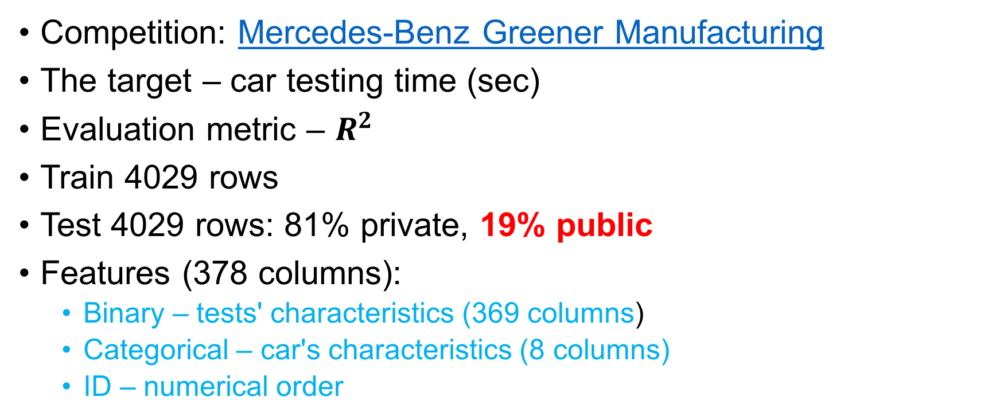 • Competition: Mercedes-Benz Greener Manufacturing
• The target – car testing time (sec)
• Evaluation metric – R²
• Train 4029 rows
• Test 4029 rows: 81% private, 19% public
• Features (378 columns):
• Binary – tests' characteristics (369 columns)
• Categorical – car's characteristics (8 columns)
• ID – numerical order